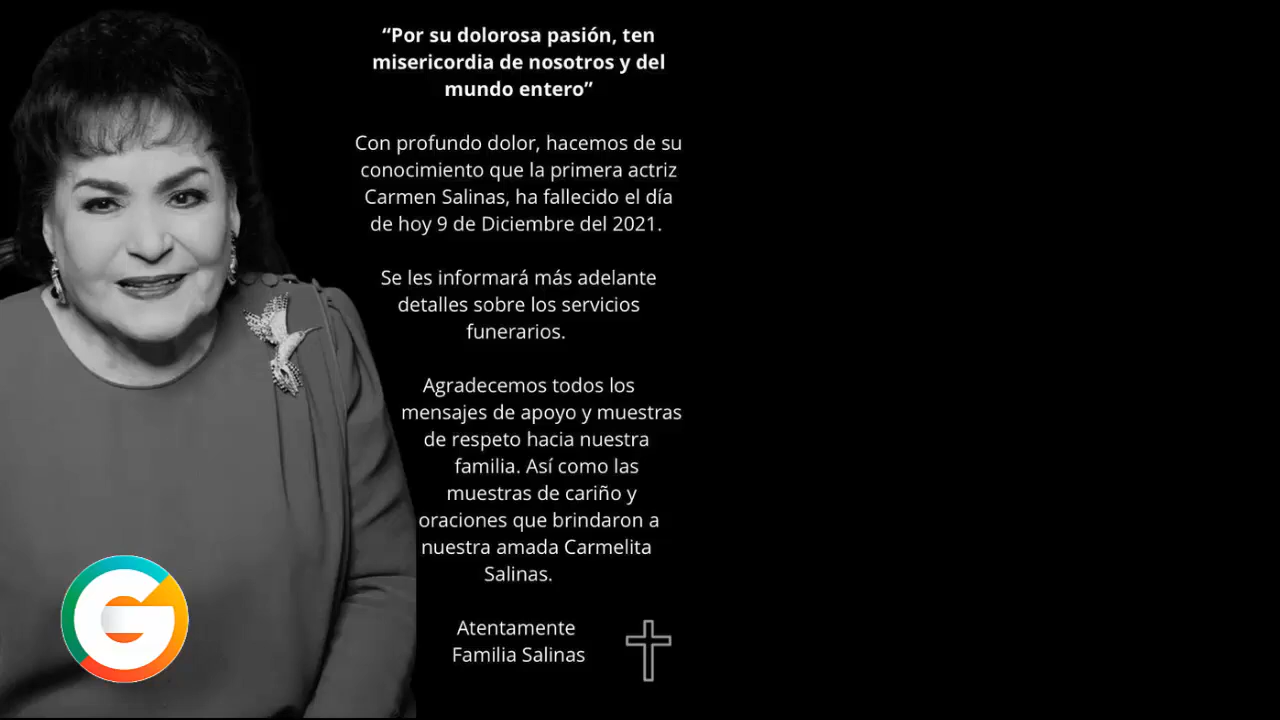 “Por su dolorosa pasión, ten
misericordia de nosotros y del
mundo entero”
Con profundo dolor, hacemos de su
conocimiento que la primera actriz
Carmen Salinas, ha fallecido el día
de hoy 9 de Diciembre del 2021.
Se les informará más adelante
detalles sobre los servicios
funerarios.
Agradecemos todos los
mensajes de apoyo y muestras
de respeto hacia nuestra
familia. Así como las
muestras de cariño y
oraciones que brindaron a
nuestra amada Carmelita
Salinas.
Atentamente
Familia Salinas
G